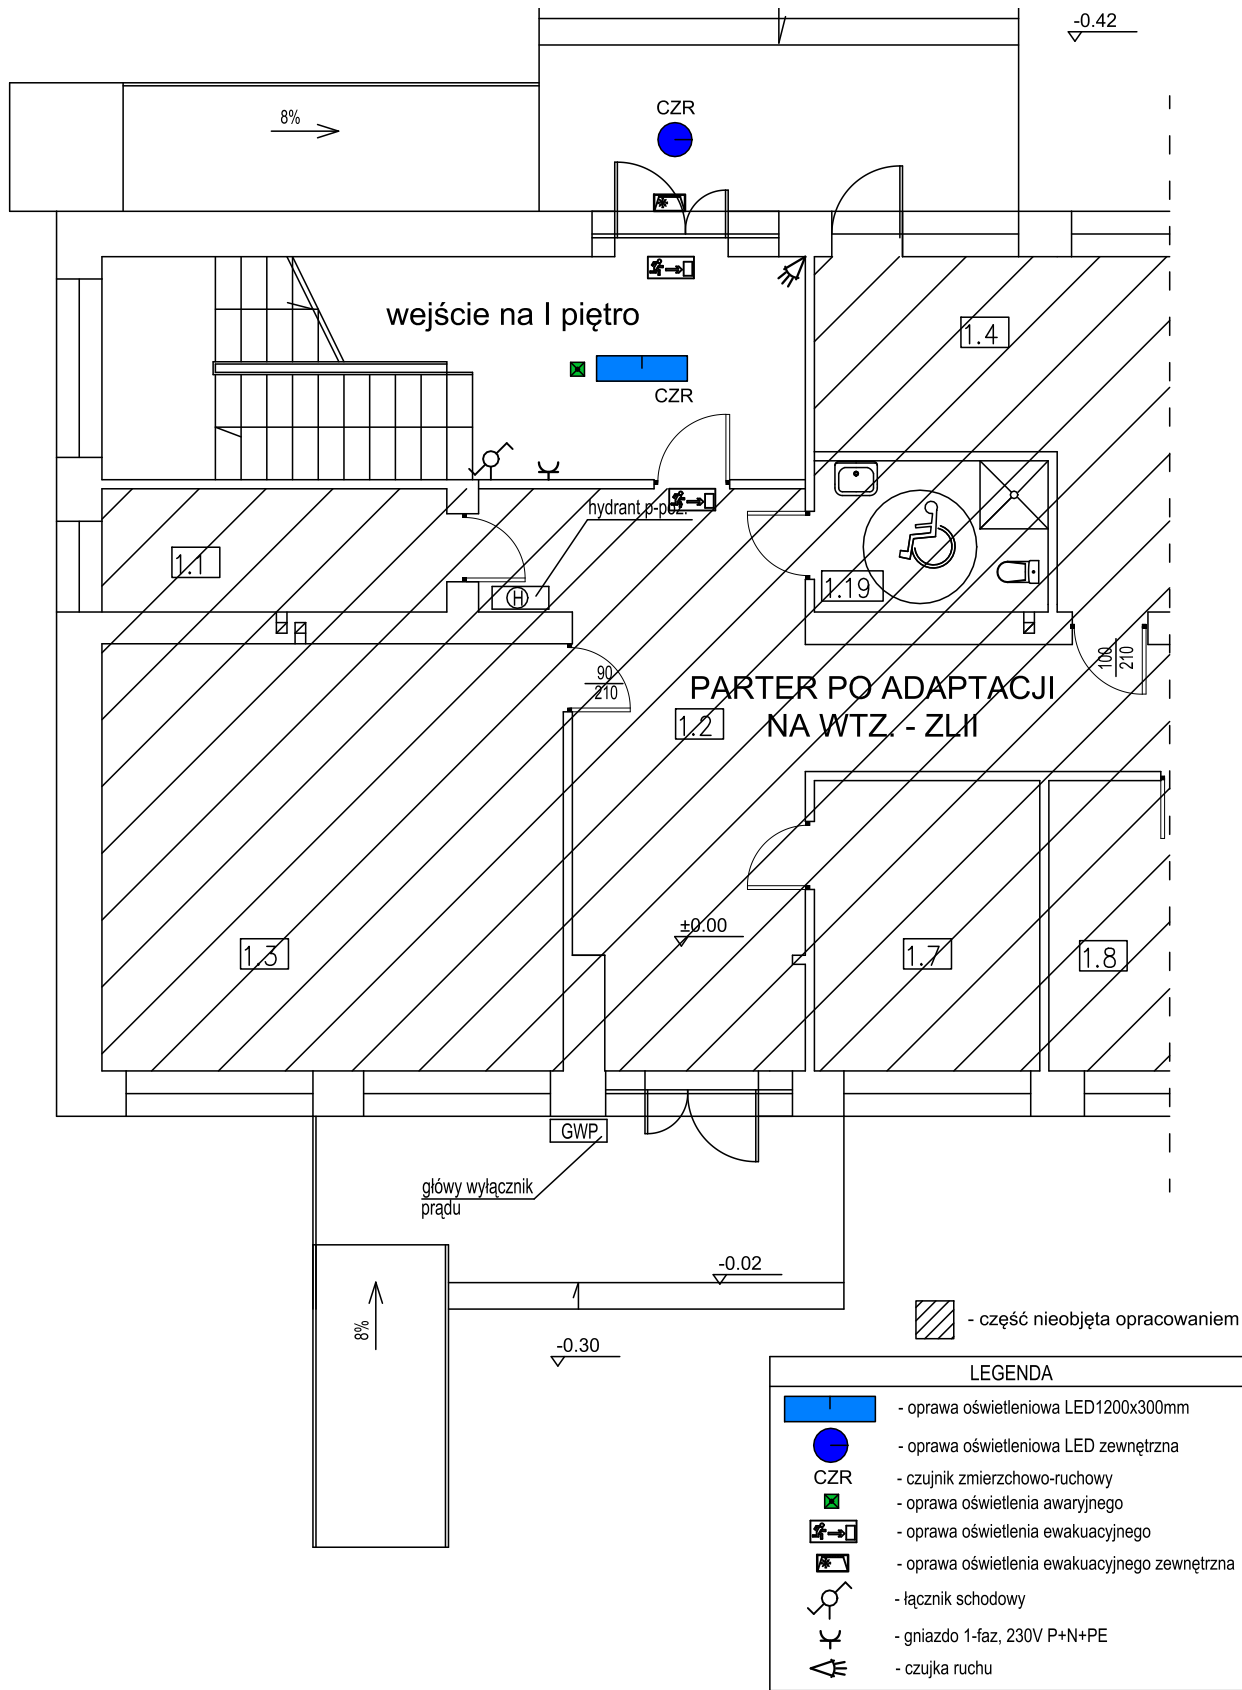 -0.42
CZR
8%
wejście na I piętro
1.4
CZR
hydrant p-poż.
1.1
H
1.19
90
210
100
210
PARTER PO ADAPTACJI
1.2
NA WTZ. - ZLII
±0.00
1.3
1.7
1.8
GWP
główy wyłącznik
prądu
-0.02
8%
-0.30
- część nieobjęta opracowaniem
LEGENDA
- oprawa oświetleniowa LED1200x300mm
- oprawa oświetleniowa LED zewnętrzna
CZR - czujnik zmierzchowo-ruchowy
- oprawa oświetlenia awaryjnego
- oprawa oświetlenia ewakuacyjnego
- oprawa oświetlenia ewakuacyjnego zewnętrzna
- łącznik schodowy
- gniazdo 1-faz, 230V P+N+PE
- czujka ruchu